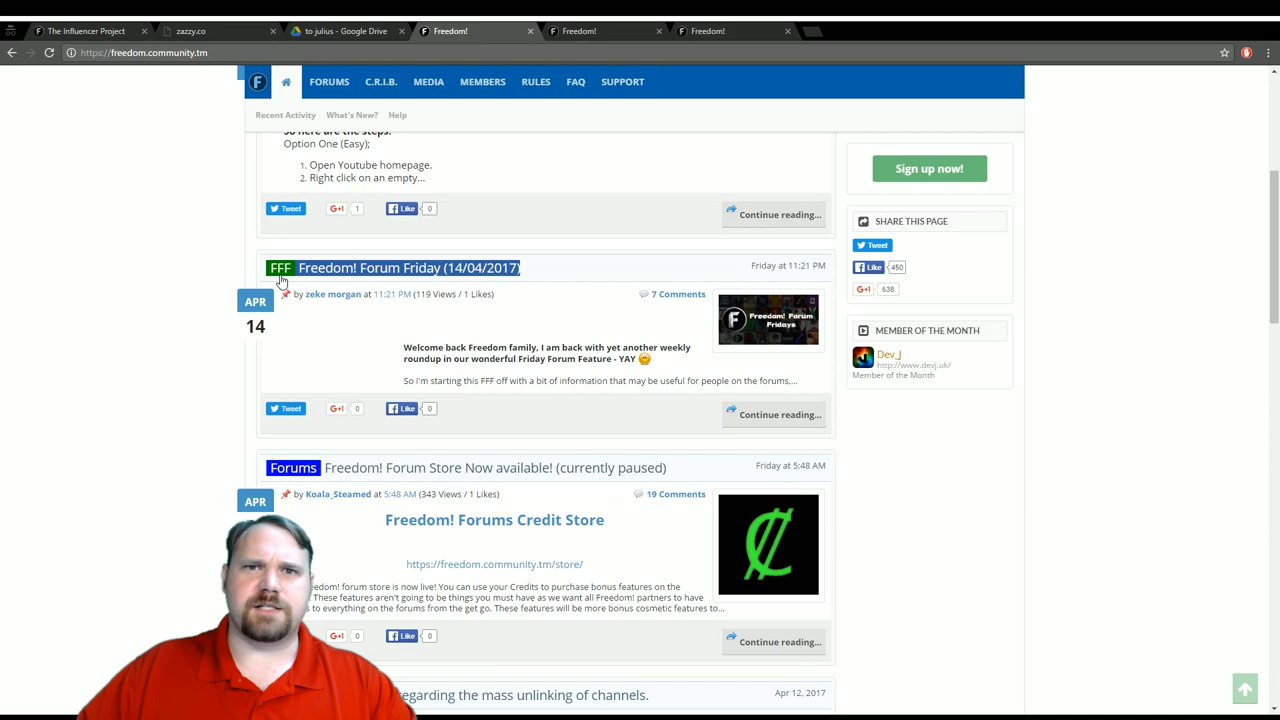 The Influencer Project
zazzy.co
to julius - Google Drive
Freedom!
Freedom!
Freedom!
https://freedom.community.tm
F
FORUMS
C.R.I.B.
MEDIA
MEMBERS
RULES
FAQ
SUPPORT
Recent Activity
What's New?
Help
So here are the steps:
Option One (Easy);
1. Open Youtube homepage.
2. Right click on an empty...
Tweet
G+1 1
Like 0
Continue reading...
Sign up now!
SHARE THIS PAGE
Tweet
Like 450
G+1 638
MEMBER OF THE MONTH
Dev_J
http://www.devj.uk/
Member of the Month
FFF Freedom! Forum Friday (14/04/2017)
Friday at 11:21 PM
APR
14
by zeke morgan at 11:21 PM (119 Views / 1 Likes)
7 Comments
F Freedom! Forum
Fridays
Welcome back Freedom family, I am back with yet another weekly
roundup in our wonderful Friday Forum Feature - YAY
So I'm starting this FFF off with a bit of information that may be useful for people on the forums,...
Tweet
G+1 0
Like 0
Continue reading...
Forums Freedom! Forum Store Now available! (currently paused)
Friday at 5:48 AM
APR
by Koala_Steamed at 5:48 AM (343 Views / 1 Likes)
19 Comments
Freedom! Forums Credit Store
https://freedom.community.tm/store/
eedom! forum store is now live! You can use your Credits to purchase bonus features on the
These features aren't going to be things you must have as we want all Freedom! partners to have
s to everything on the forums from the get go. These features will be more bonus cosmetic features to...
G+1 0
Like 0
Continue reading...
regarding the mass unlinking of channels.
Apr 12, 2017